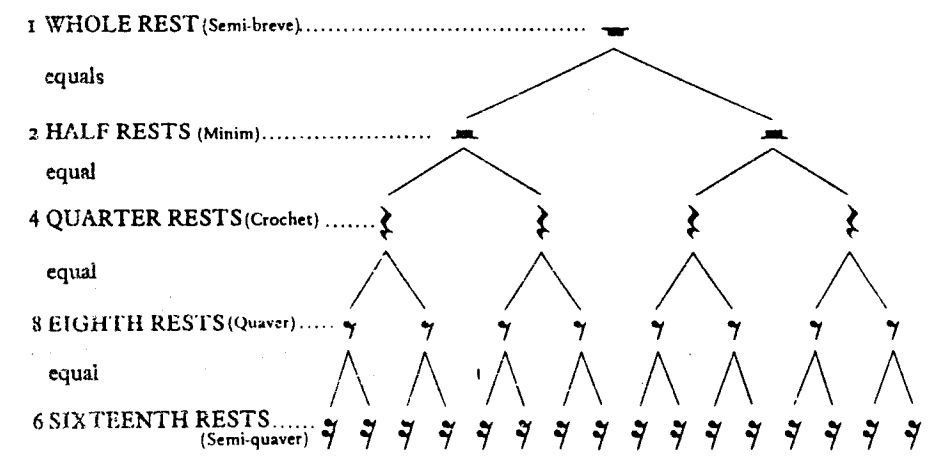 1 WHOLE REST (Semi-breve)
equals
2 HALF RESTS (Minim)
equal
4 QUARTER RESTS (Crochet)
equal
8 EIGHTH RESTS (Quaver)
equal
6 SIXTEENTH RESTS
(Semi-quaver)